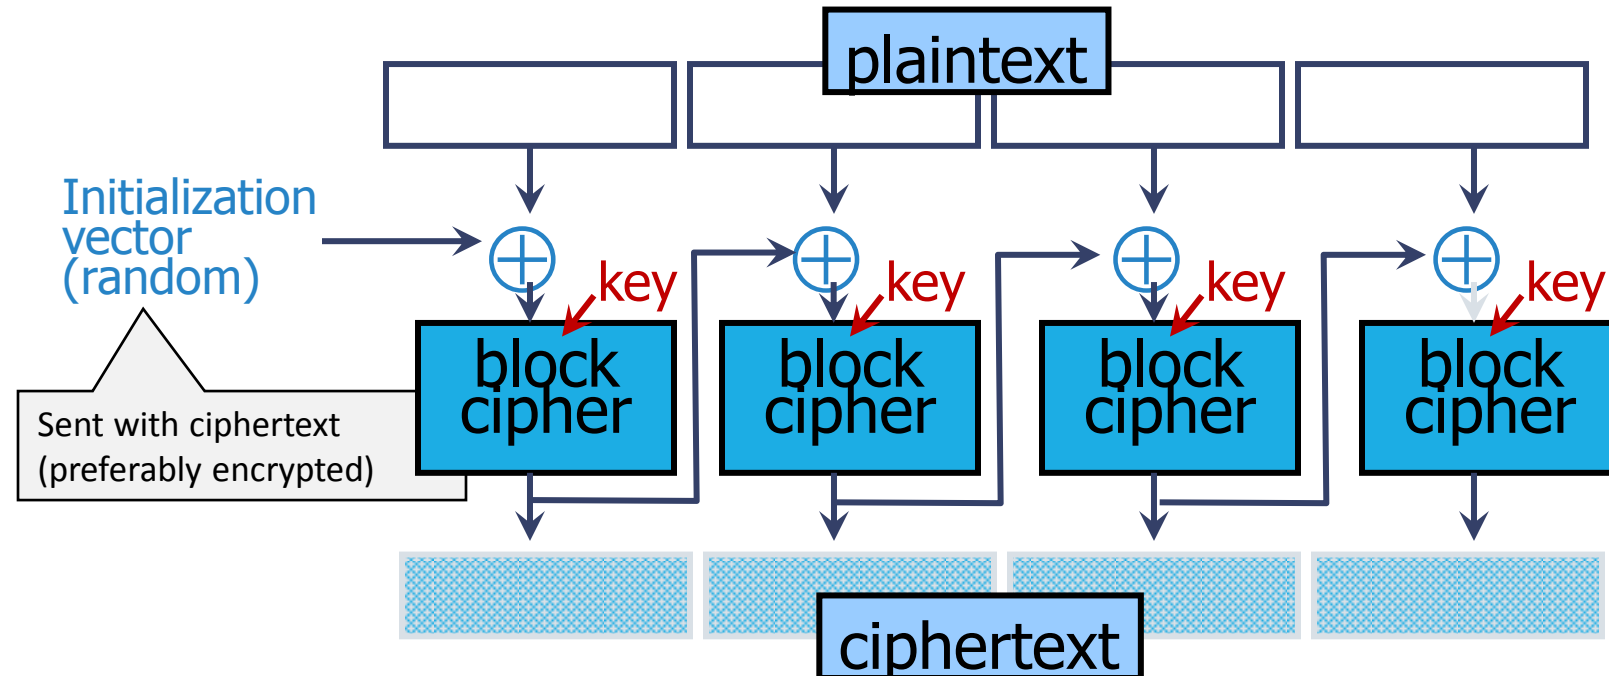 plaintext
Initialization
vector
(random)
key
key
key
key
block
cipher
block
cipher
block
cipher
block
cipher
Sent with ciphertext
(preferably encrypted)
ciphertext